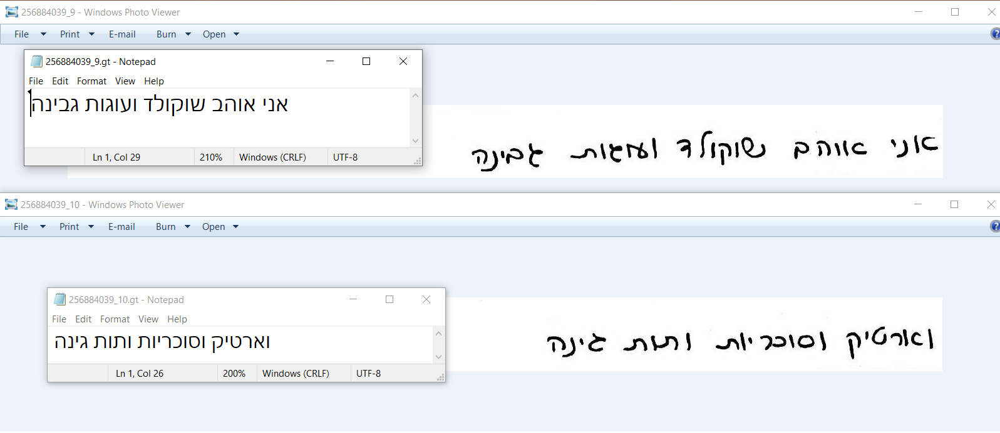 256884039_9 - Windows Photo Viewer
File Print E-mail Burn Open
256884039_9.gt - Notepad
File Edit Format View Help
אני אוהב שוקולד ועוגות גבינה
Ln 1, Col 29 210% Windows (CRLF) UTF-8
אני אוהב שוקולד ועוגות גבינה
256884039_10 - Windows Photo Viewer
File Print E-mail Burn Open
256884039_10.gt - Notepad
File Edit Format View Help
וארטיק וסוכריות ותות גינה
Ln 1, Col 26 200% Windows (CRLF) UTF-8
וארטיק וסוכריות ותות גינה